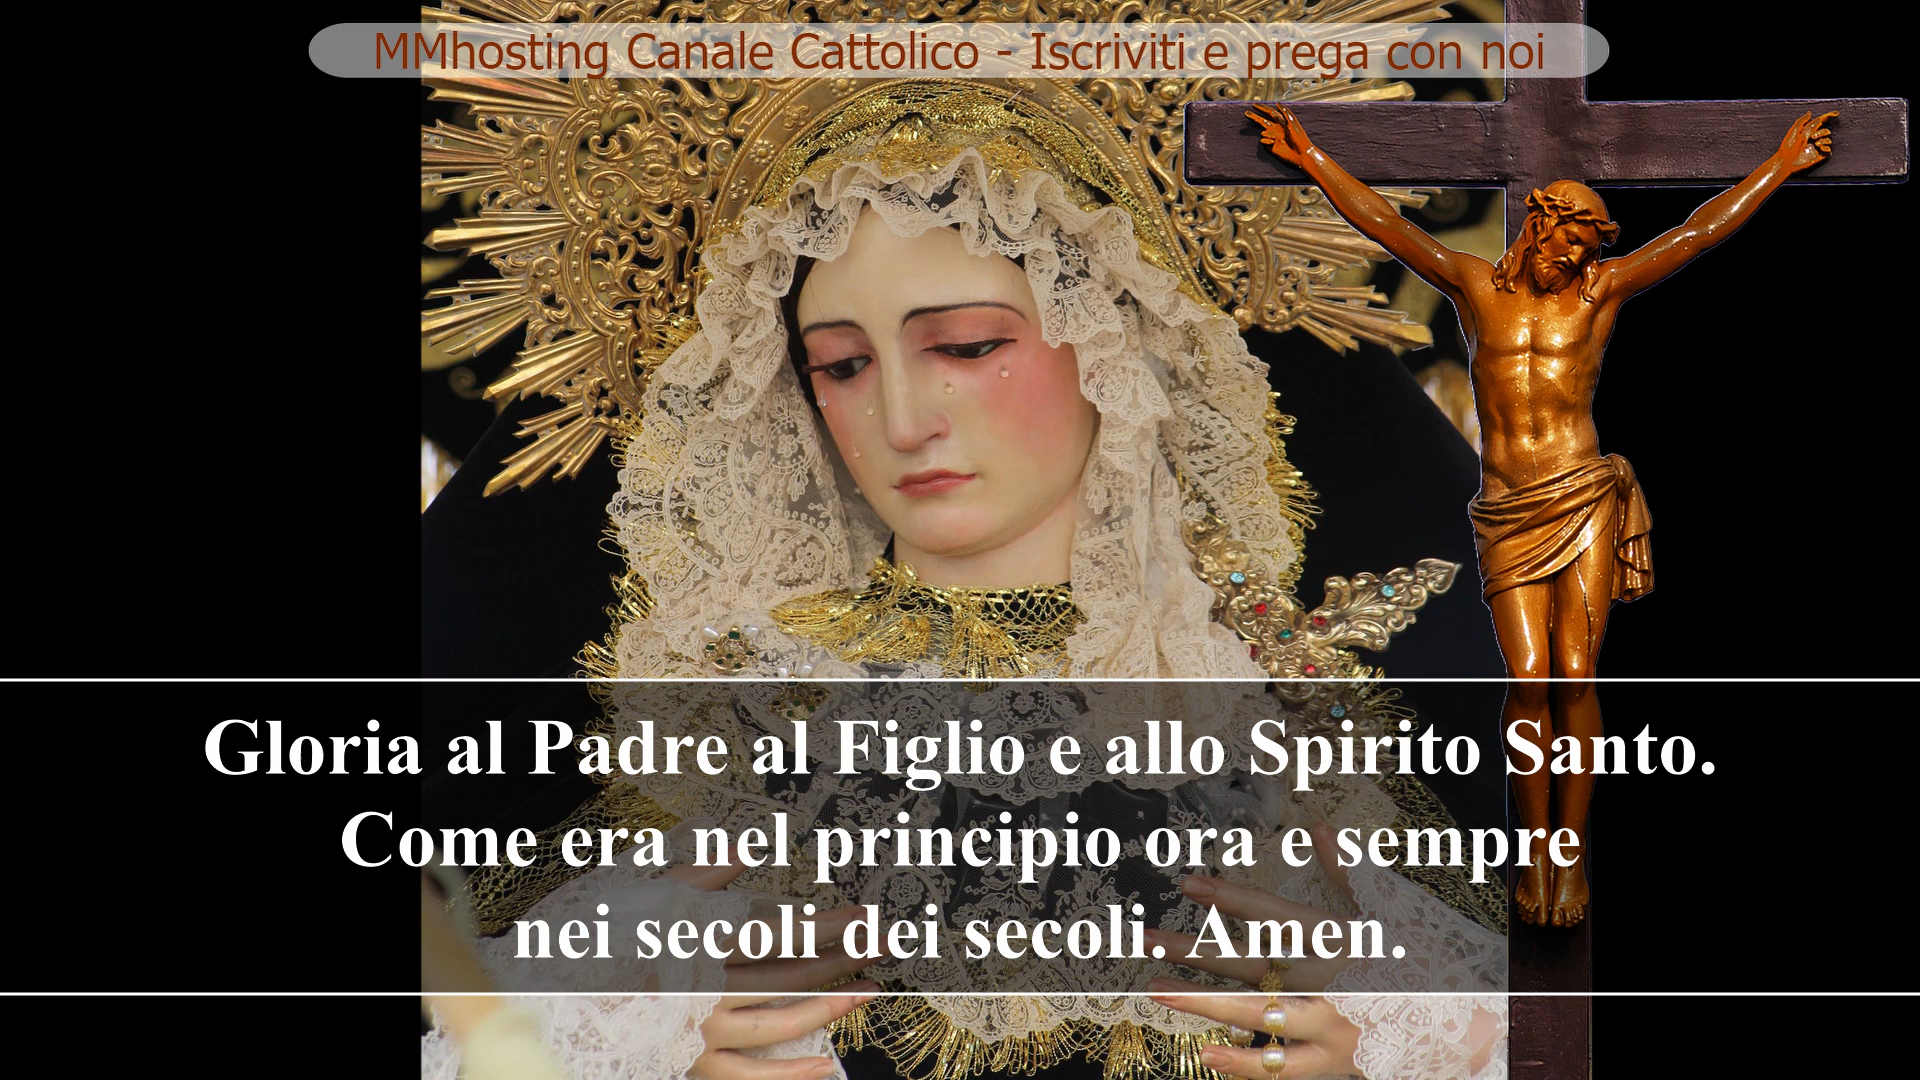 MMhosting Canale Cattolico - Iscriviti e prega con noi
Gloria al Padre al Figlio e allo Spirito Santo.
Come era nel principio ora e sempre
nei secoli dei secoli. Amen.